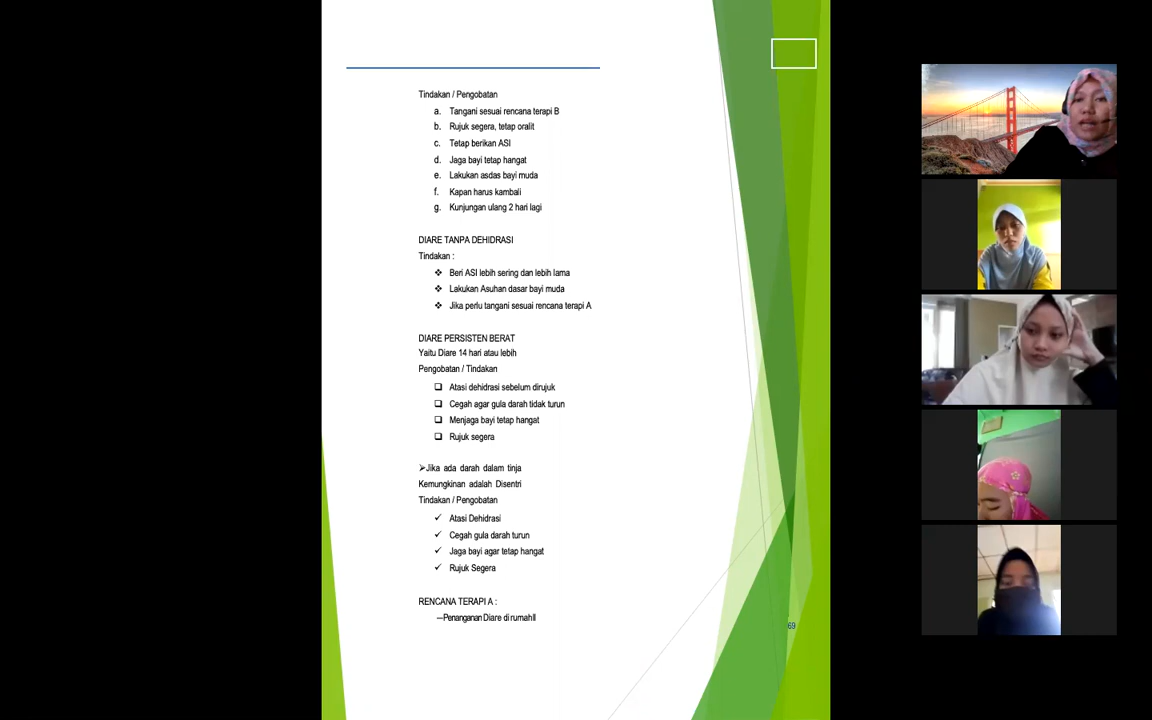 Tindakan / Pengobatan
a. Tangani sesuai rencana terapi B
b. Rujuk segera, tetap oralit
c. Tetap berikan ASI
d. Jaga bayi tetap hangat
e. Lakukan asdas bayi muda
f. Kapan harus kambali
g. Kunjungan ulang 2 hari lagi
DIARE TANPA DEHIDRASI
Tindakan :
❖ Beri ASI lebih sering dan lebih lama
❖ Lakukan Asuhan dasar bayi muda
❖ Jika perlu tangani sesuai rencana terapi A
DIARE PERSISTEN BERAT
Yaitu Diare 14 hari atau lebih
Pengobatan / Tindakan
❑ Atasi dehidrasi sebelum dirujuk
❑ Cegah agar gula darah tidak turun
❑ Menjaga bayi tetap hangat
❑ Rujuk segera
➢Jika ada darah dalam tinja
Kemungkinan adalah Disentri
Tindakan / Pengobatan
✓ Atasi Dehidrasi
✓ Cegah gula darah turun
✓ Jaga bayi agar tetap hangat
✓ Rujuk Segera
RENCANA TERAPI A :
―Penanganan Diare di rumah‖
69